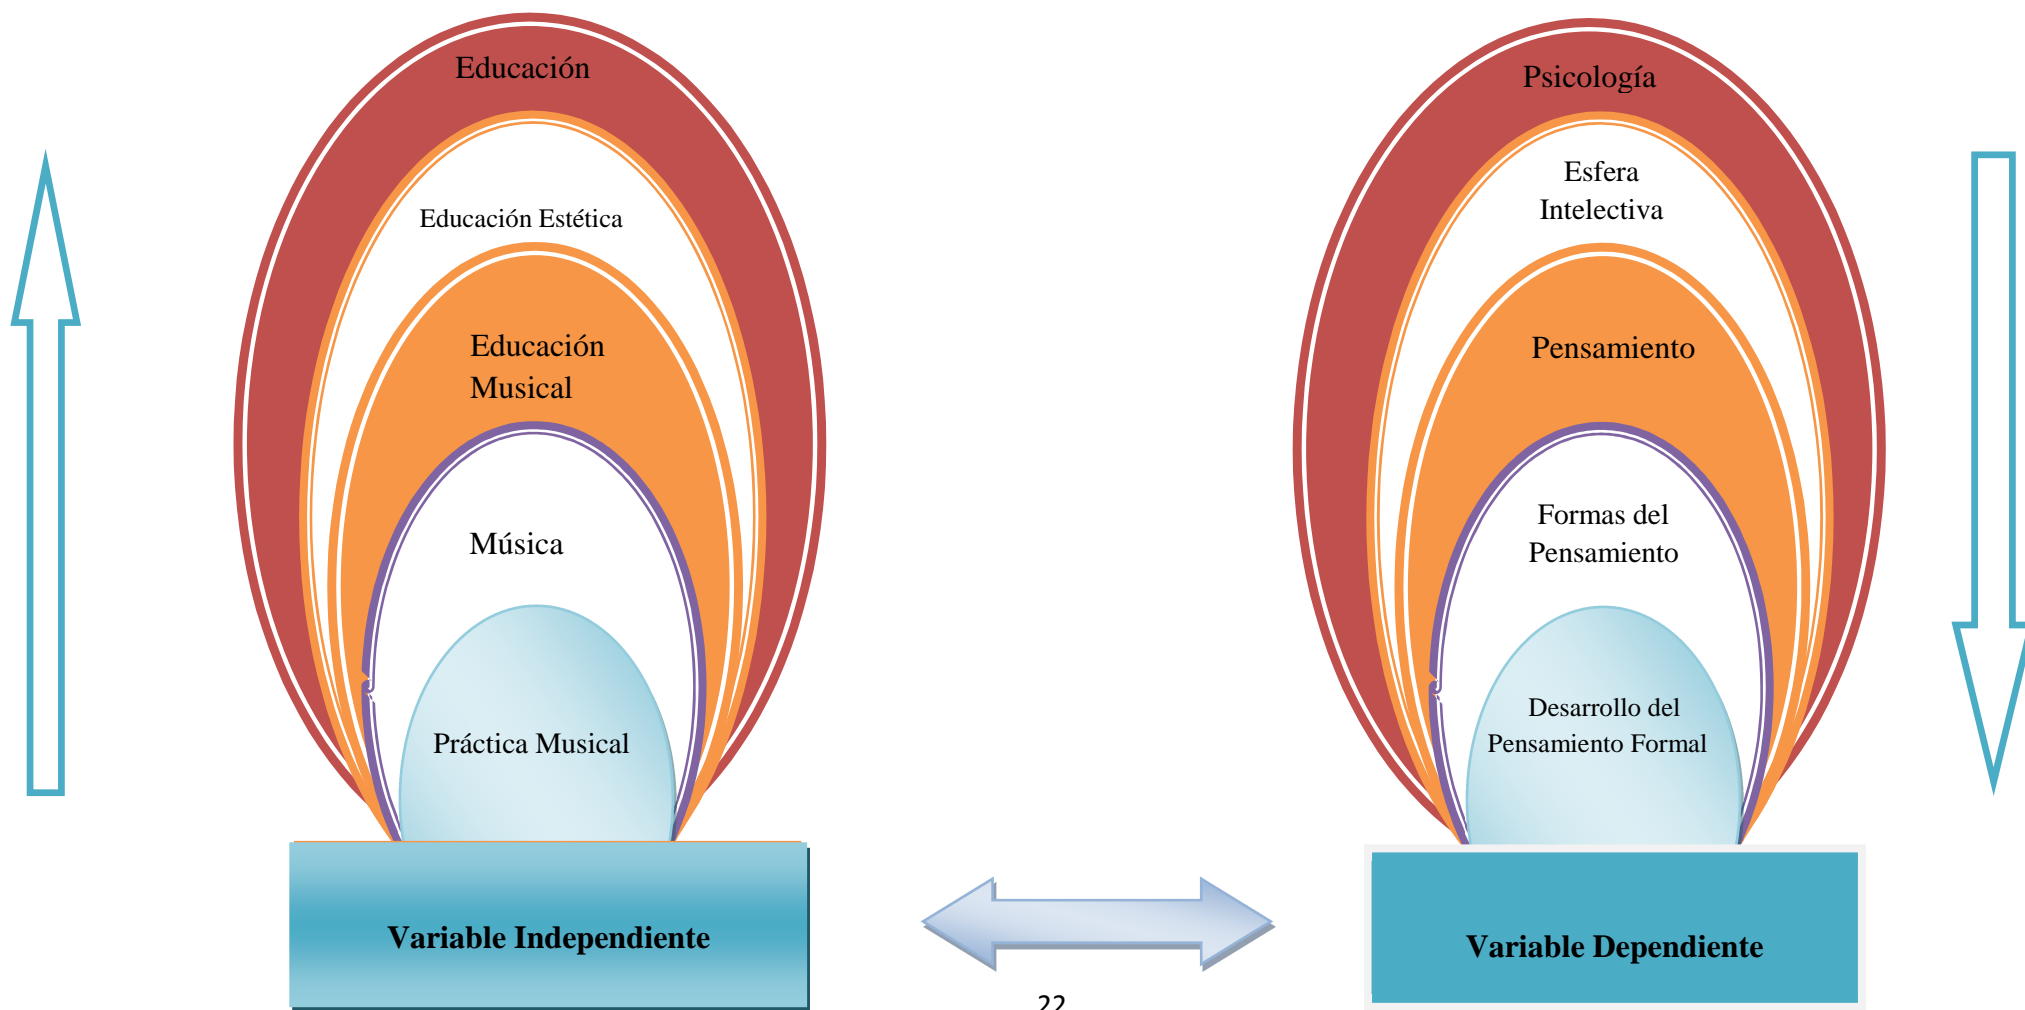 Educación
Educación Estética
Educación
Musical
Música
Práctica Musical
Variable Independiente
Psicología
Esfera
Intelectiva
Pensamiento
Formas del
Pensamiento
Desarrollo del
Pensamiento Formal
Variable Dependiente
22